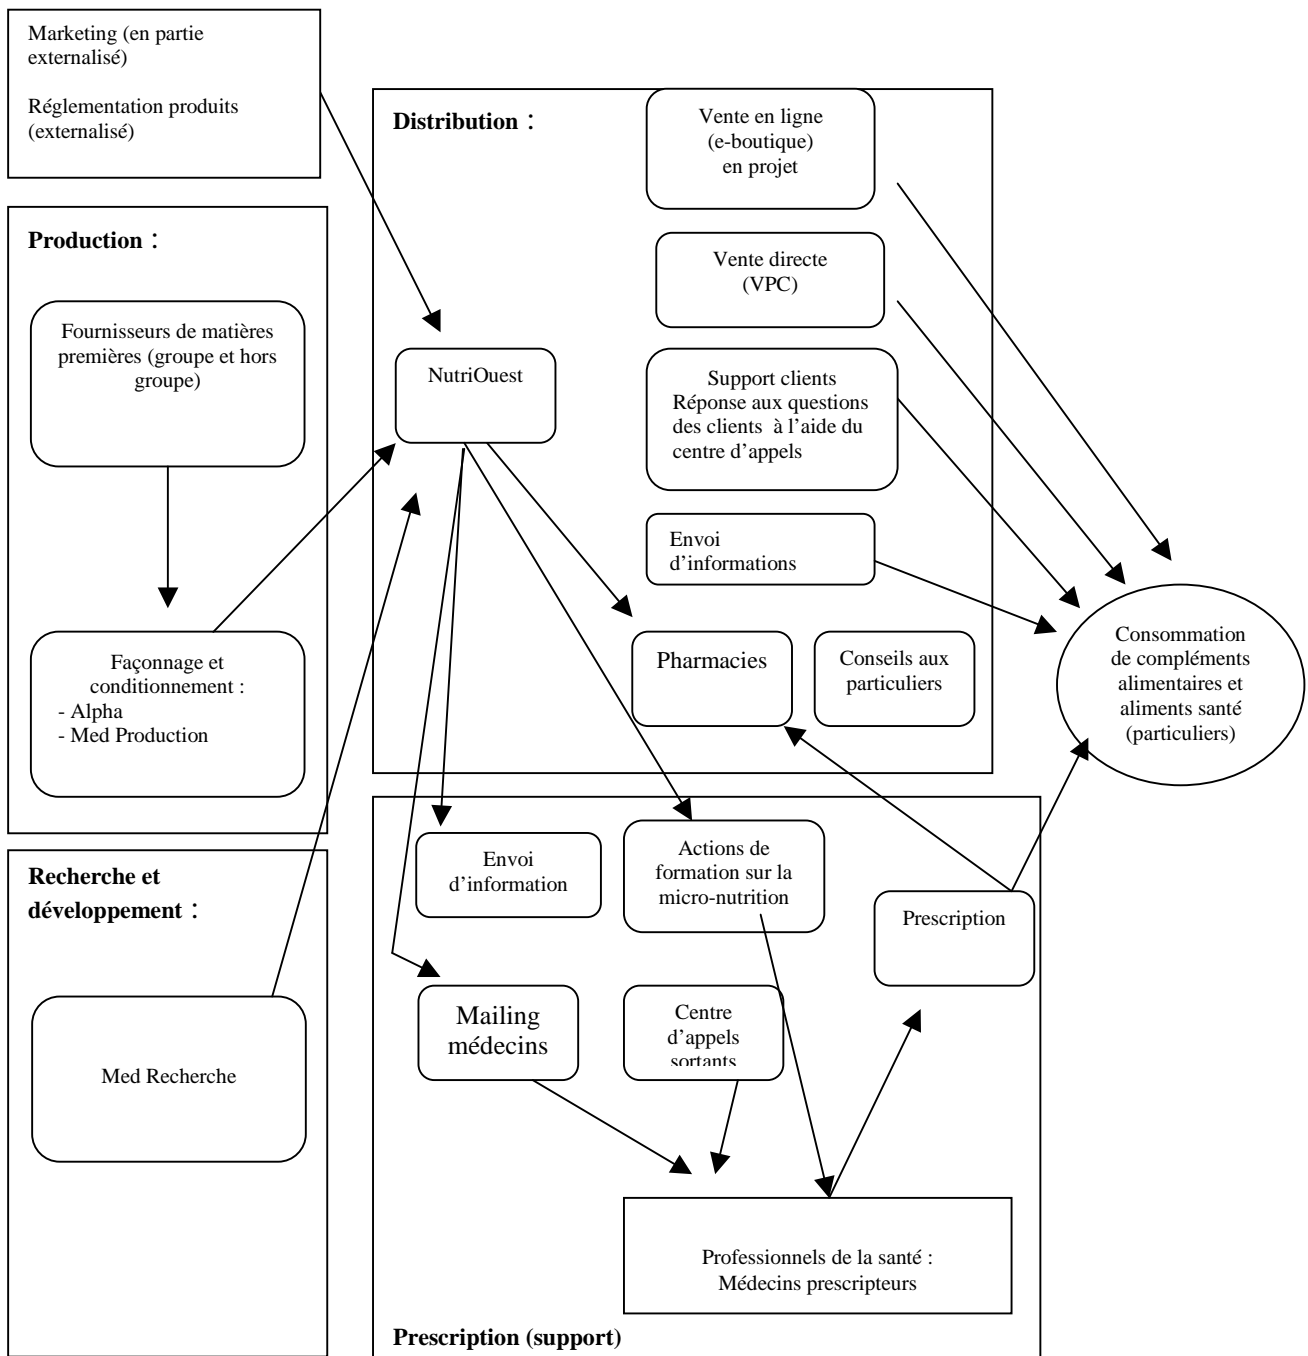 Marketing (en partie
externalisé)
Réglementation produits
(externalisé)
Production :
Fournisseurs de matières
premières (groupe et hors
groupe)
Façonnage et
conditionnement :
- Alpha
- Med Production
Recherche et
développement :
Med Recherche
Distribution :
NutriOuest
Vente en ligne
(e-boutique)
en projet
Vente directe
(VPC)
Support clients
Réponse aux questions
des clients à l’aide du
centre d’appels
Envoi
d’informations
Pharmacies
Conseils aux
particuliers
Consommation
de compléments
alimentaires et
aliments santé
(particuliers)
Envoi
d’information
Actions de
formation sur la
micro-nutrition
Prescription
Mailing
médecins
Centre
d’appels
sortants
Professionnels de la santé :
Médecins prescripteurs
Prescription (support)